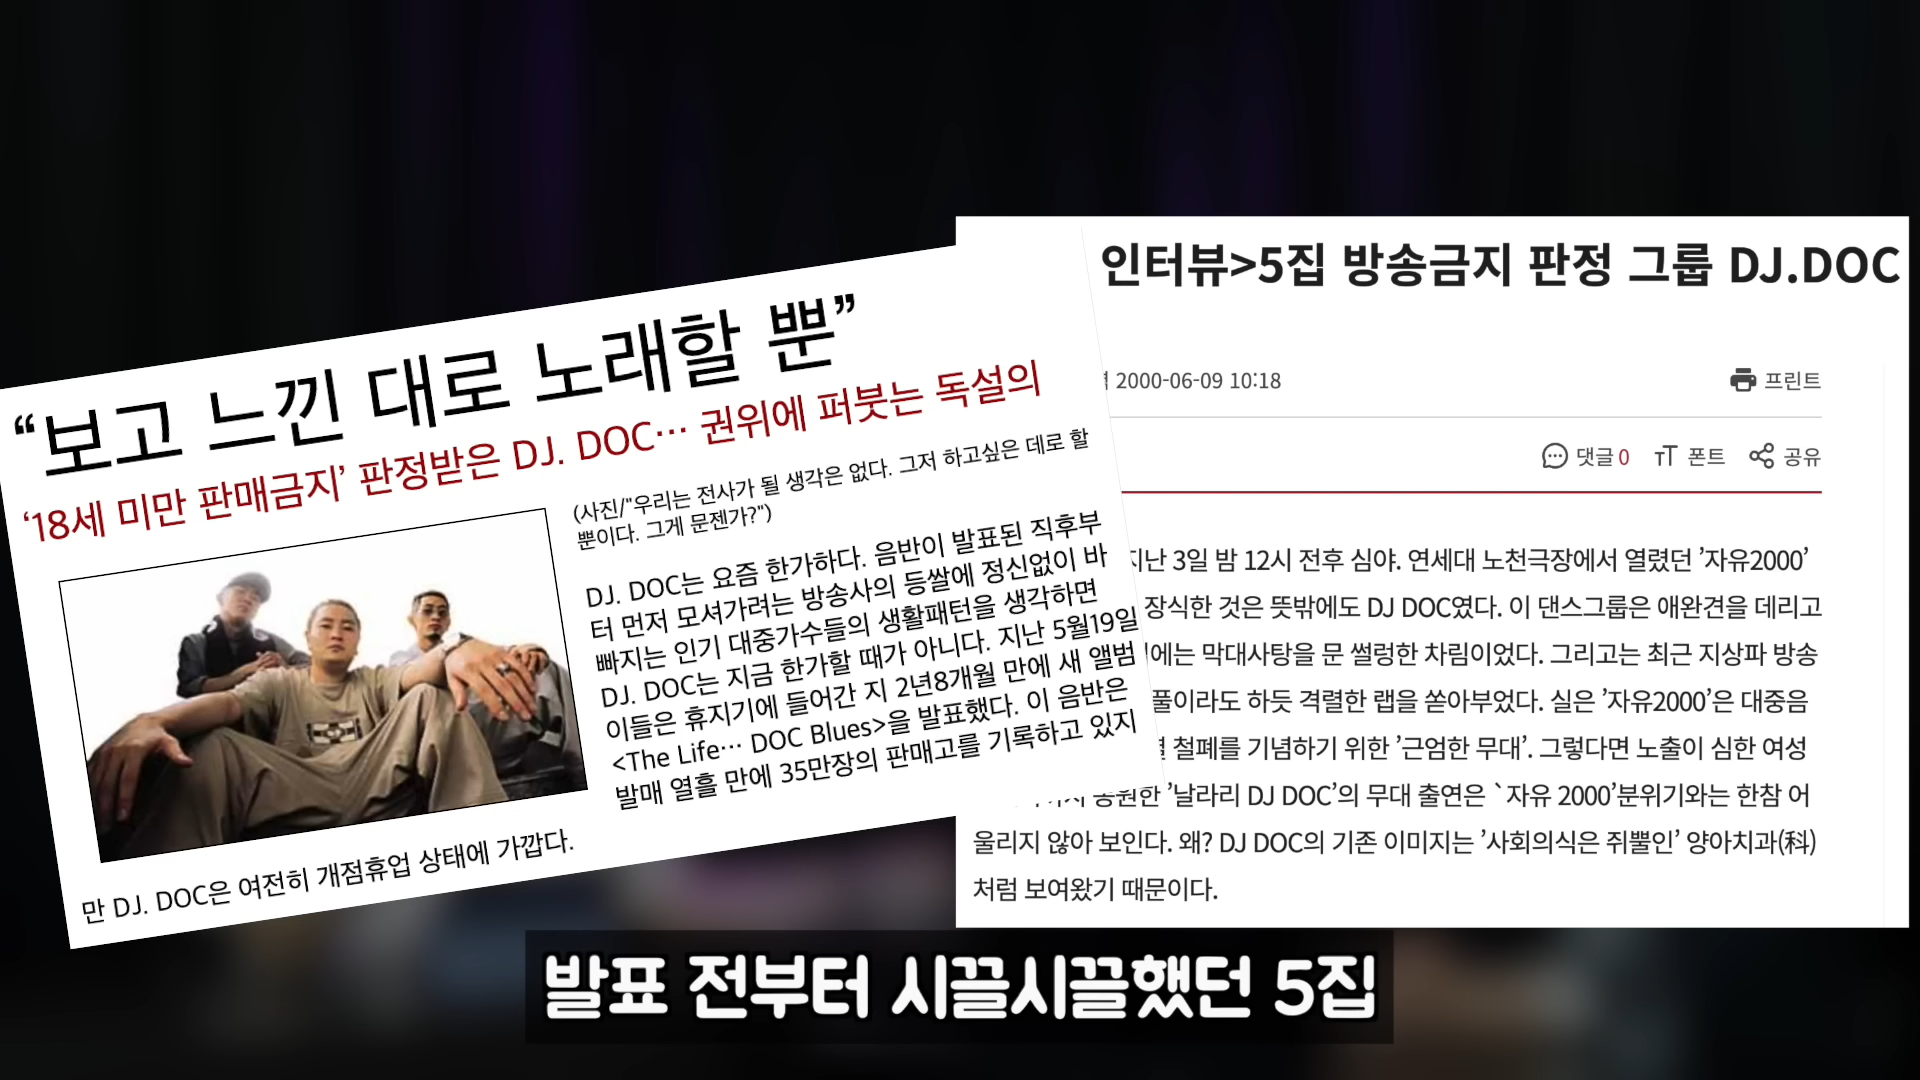 “보고 느낀 대로 노래할 뿐”
‘18세 미만 판매금지’ 판정받은 DJ. DOC… 권위에 퍼붓는 독설의
(사진/"우리는 전사가 될 생각은 없다. 그저 하고싶은 데로 할
뿐이다. 그게 문젠가?")
DJ. DOC는 요즘 한가하다. 음반이 발표된 직후부
터 먼저 모셔가려는 방송사의 등쌀에 정신없이 바
빠지는 인기 대중가수들의 생활패턴을 생각하면
DJ. DOC는 지금 한가할 때가 아니다. 지난 5월19일
이들은 휴지기에 들어간 지 2년8개월 만에 새 앨범
<The Life… DOC Blues>을 발표했다. 이 음반은
발매 열흘 만에 35만장의 판매고를 기록하고 있지
만 DJ. DOC은 여전히 개점휴업 상태에 가깝다.
인터뷰>5집 방송금지 판정 그룹 DJ.DOC
2000-06-09 10:18
프린트
댓글 0 폰트 공유
지난 3일 밤 12시 전후 심야. 연세대 노천극장에서 열렸던 ’자유2000’
장식한 것은 뜻밖에도 DJ DOC였다. 이 댄스그룹은 애완견을 데리고
에는 막대사탕을 문 썰렁한 차림이었다. 그리고는 최근 지상파 방송
풀이라도 하듯 격렬한 랩을 쏟아부었다. 실은 ’자유2000’은 대중음
철폐를 기념하기 위한 ’근엄한 무대’. 그렇다면 노출이 심한 여성
동원한 ’날라리 DJ DOC’의 무대 출연은 `자유 2000’분위기와는 한참 어
울리지 않아 보인다. 왜? DJ DOC의 기존 이미지는 ’사회의식은 쥐뿔인’ 양아치과(科)
처럼 보여왔기 때문이다.
발표 전부터 시끌시끌했던 5집